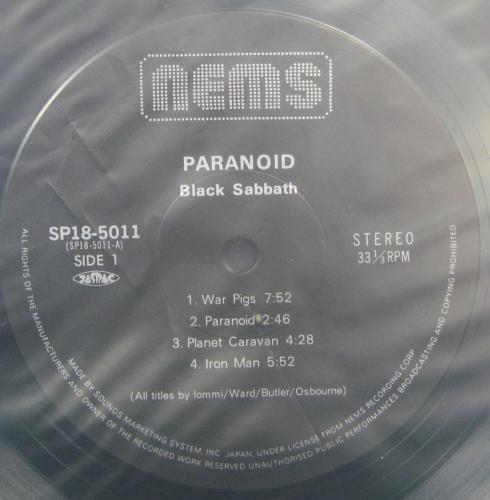 nems
PARANOID
Black Sabbath
SP18-5011
(SP18-5011-A)
SIDE 1
JASRAC
STEREO
33⅓RPM
1. War Pigs 7:52
2. Paranoid 2:46
3. Planet Caravan 4:28
4. Iron Man 5:52
(All titles by Iommi/Ward/Butler/Osbourne)
MADE BY SOUNDS MARKETING SYSTEM, INC JAPAN, UNDER LICENSE FROM NEMS RECORDING CORP
ALL RIGHTS OF THE MANUFACTURERS AND OWNER OF THE RECORDED WORK RESERVED UNAUTHORISED PUBLIC PERFORMANCES BROADCASTING AND COPYING PROHIBITED